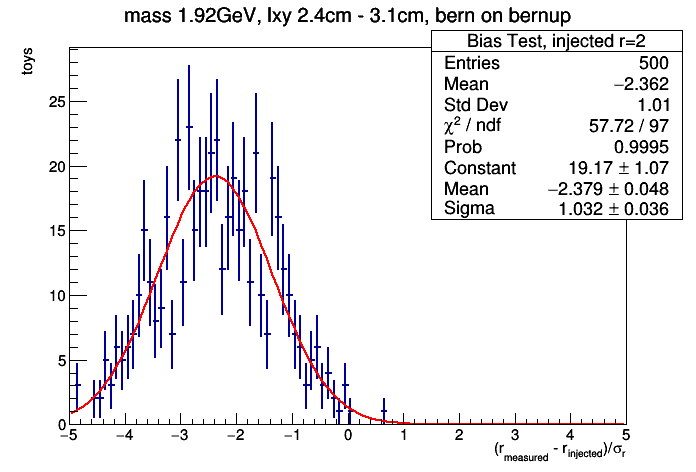 mass 1.92GeV, lxy 2.4cm - 3.1cm, bern on bernup
toys
Bias Test, injected r=2
Entries 500
Mean −2.362
Std Dev 1.01
χ² / ndf 57.72 / 97
Prob 0.9995
Constant 19.17 ± 1.07
Mean −2.379 ± 0.048
Sigma 1.032 ± 0.036
25
20
15
10
5
0
−5 −4 −3 −2 −1 0 1 2 3 4 5
(r_measured - r_injected)/σ_r